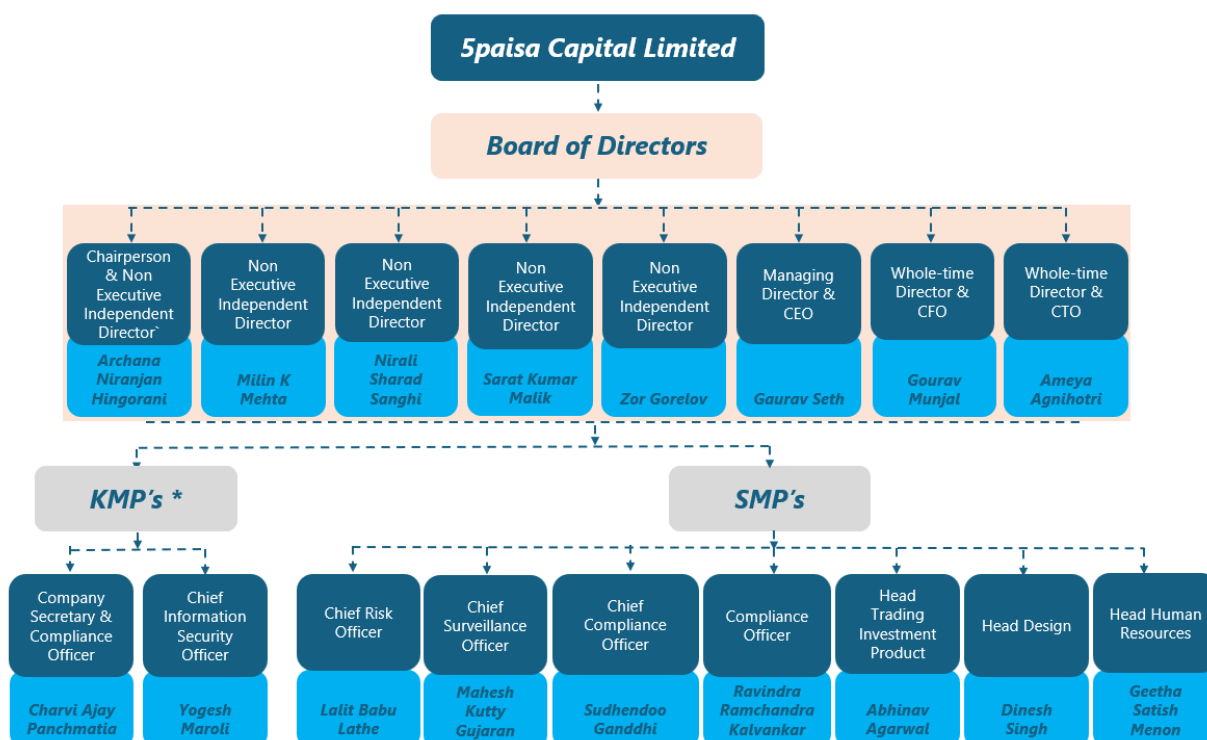 5paisa Capital Limited
Board of Directors
Chairperson
& Non
Executive
Independent
Director`
Archana
Niranjan
Hingorani
Non
Executive
Independent
Director
Milin K
Mehta
Non
Executive
Independent
Director
Nirali
Sharad
Sanghi
Non
Executive
Independent
Director
Sarat Kumar
Malik
Non
Executive
Independent
Director
Zor Gorelov
Managing
Director &
CEO
Gaurav Seth
Whole-time
Director &
CFO
Gourav
Munjal
Whole-time
Director &
CTO
Ameya
Agnihotri
KMP's *
SMP's
Company
Secretary &
Compliance
Officer
Charvi Ajay
Panchmatia
Chief
Information
Security
Officer
Yogesh
Maroli
Chief Risk
Officer
Lalit Babu
Lathe
Chief
Surveillance
Officer
Mahesh
Kutty
Gujaran
Chief
Compliance
Officer
Sudhendoo
Ganddhi
Compliance
Officer
Ravindra
Ramchandra
Kalvankar
Head
Trading
Investment
Product
Abhinav
Agarwal
Head Design
Dinesh
Singh
Head Human
Resources
Geetha
Satish
Menon